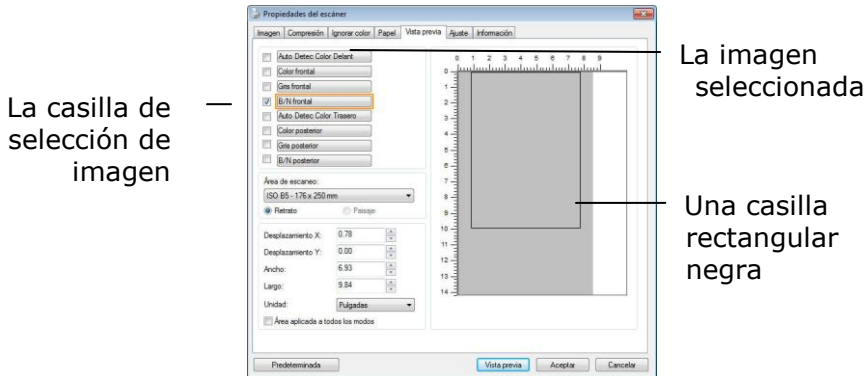 Propiedades del escáner
Imagen Compresión Ignorar color Papel Vista previa Ajuste Información
Auto Detec Color Delant
Color frontal
Gris frontal
B/N frontal
Auto Detec Color Trasero
Color posterior
Gris posterior
B/N posterior
Área de escaneo:
ISO B5 - 176 x 250 mm
Retrato Paisaje
Desplazamiento X: 0.78
Desplazamiento Y: 0.00
Ancho: 6.93
Largo: 9.84
Unidad: Pulgadas
Área aplicada a todos los modos
0 1 2 3 4 5 6 7 8 9
0
1
2
3
4
5
6
7
8
9
10
11
12
13
14
Predeterminada Vista previa Aceptar Cancelar
La casilla de
selección de
imagen
La imagen
seleccionada
Una casilla
rectangular
negra